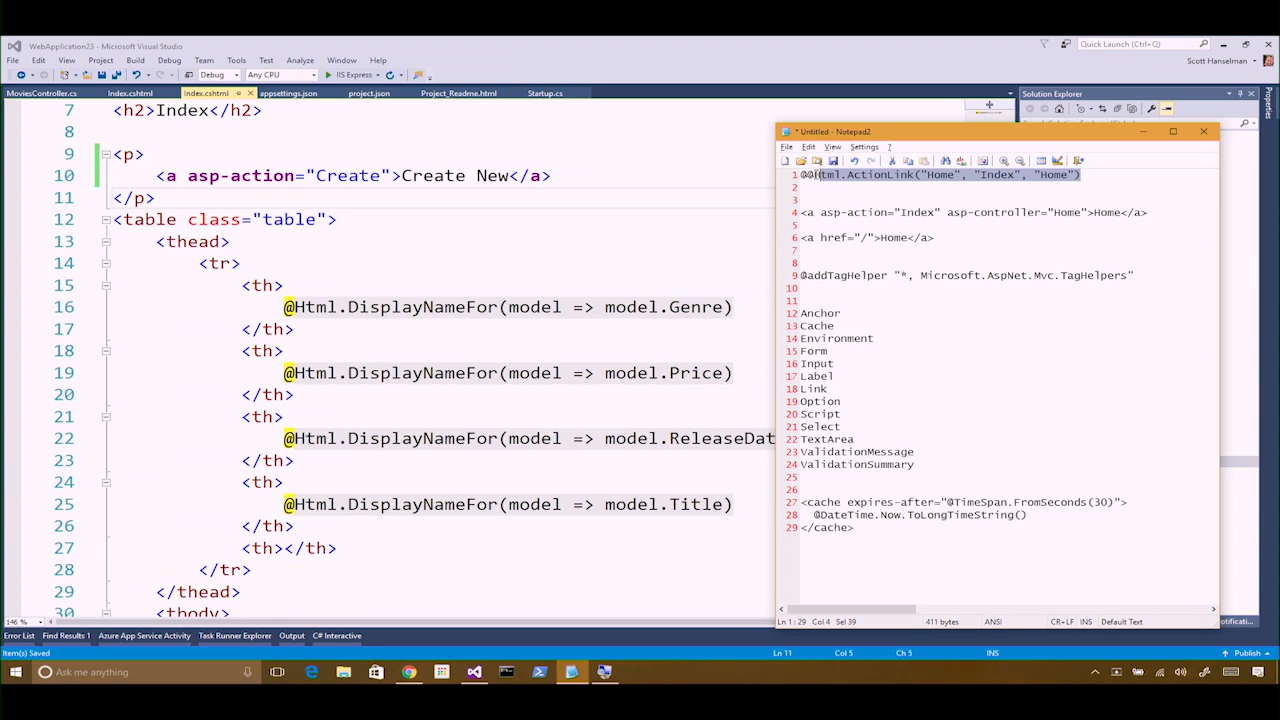 WebApplication23 - Microsoft Visual Studio
Quick Launch (Ctrl+Q)
File Edit View Project Build Debug Team Tools Test Analyze Window Help
Scott Hanselman
Debug Any CPU IIS Express
MoviesController.cs Index.cshtml Index.cshtml appsettings.json project.json Project_Readme.html Startup.cs
Solution Explorer
Properties
7 <h2>Index</h2>
8
9 <p>
10 <a asp-action="Create">Create New</a>
11 </p>
12 <table class="table">
13 <thead>
14 <tr>
15 <th>
16 @Html.DisplayNameFor(model => model.Genre)
17 </th>
18 <th>
19 @Html.DisplayNameFor(model => model.Price)
20 </th>
21 <th>
22 @Html.DisplayNameFor(model => model.ReleaseDat
23 </th>
24 <th>
25 @Html.DisplayNameFor(model => model.Title)
26 </th>
27 <th></th>
28 </tr>
29 </thead>
30 <tbody>
* Untitled - Notepad2
File Edit View Settings ?
1 @@Html.ActionLink("Home", "Index", "Home")
2
3
4 <a asp-action="Index" asp-controller="Home">Home</a>
5
6 <a href="/">Home</a>
7
8
9 @addTagHelper "*, Microsoft.AspNet.Mvc.TagHelpers"
10
11
12 Anchor
13 Cache
14 Environment
15 Form
16 Input
17 Label
18 Link
19 Option
20 Script
21 Select
22 TextArea
23 ValidationMessage
24 ValidationSummary
25
26
27 <cache expires-after="@TimeSpan.FromSeconds(30)">
28 @DateTime.Now.ToLongTimeString()
29 </cache>
Ln 1 : 29 Col 4 Sel 39 411 bytes ANSI CR+LF INS Default Text
146 %
Error List Find Results 1 Azure App Service Activity Task Runner Explorer Output C# Interactive
Item(s) Saved Ln 11 Col 5 Ch 5 INS Publish
Ask me anything